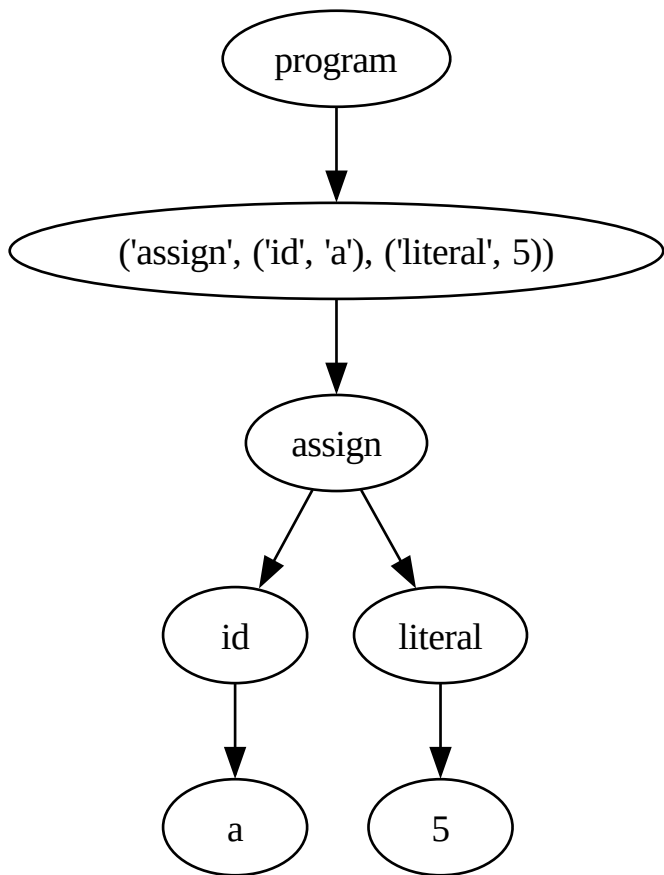 program
('assign', ('id', 'a'), ('literal', 5))
assign
id
literal
a
5